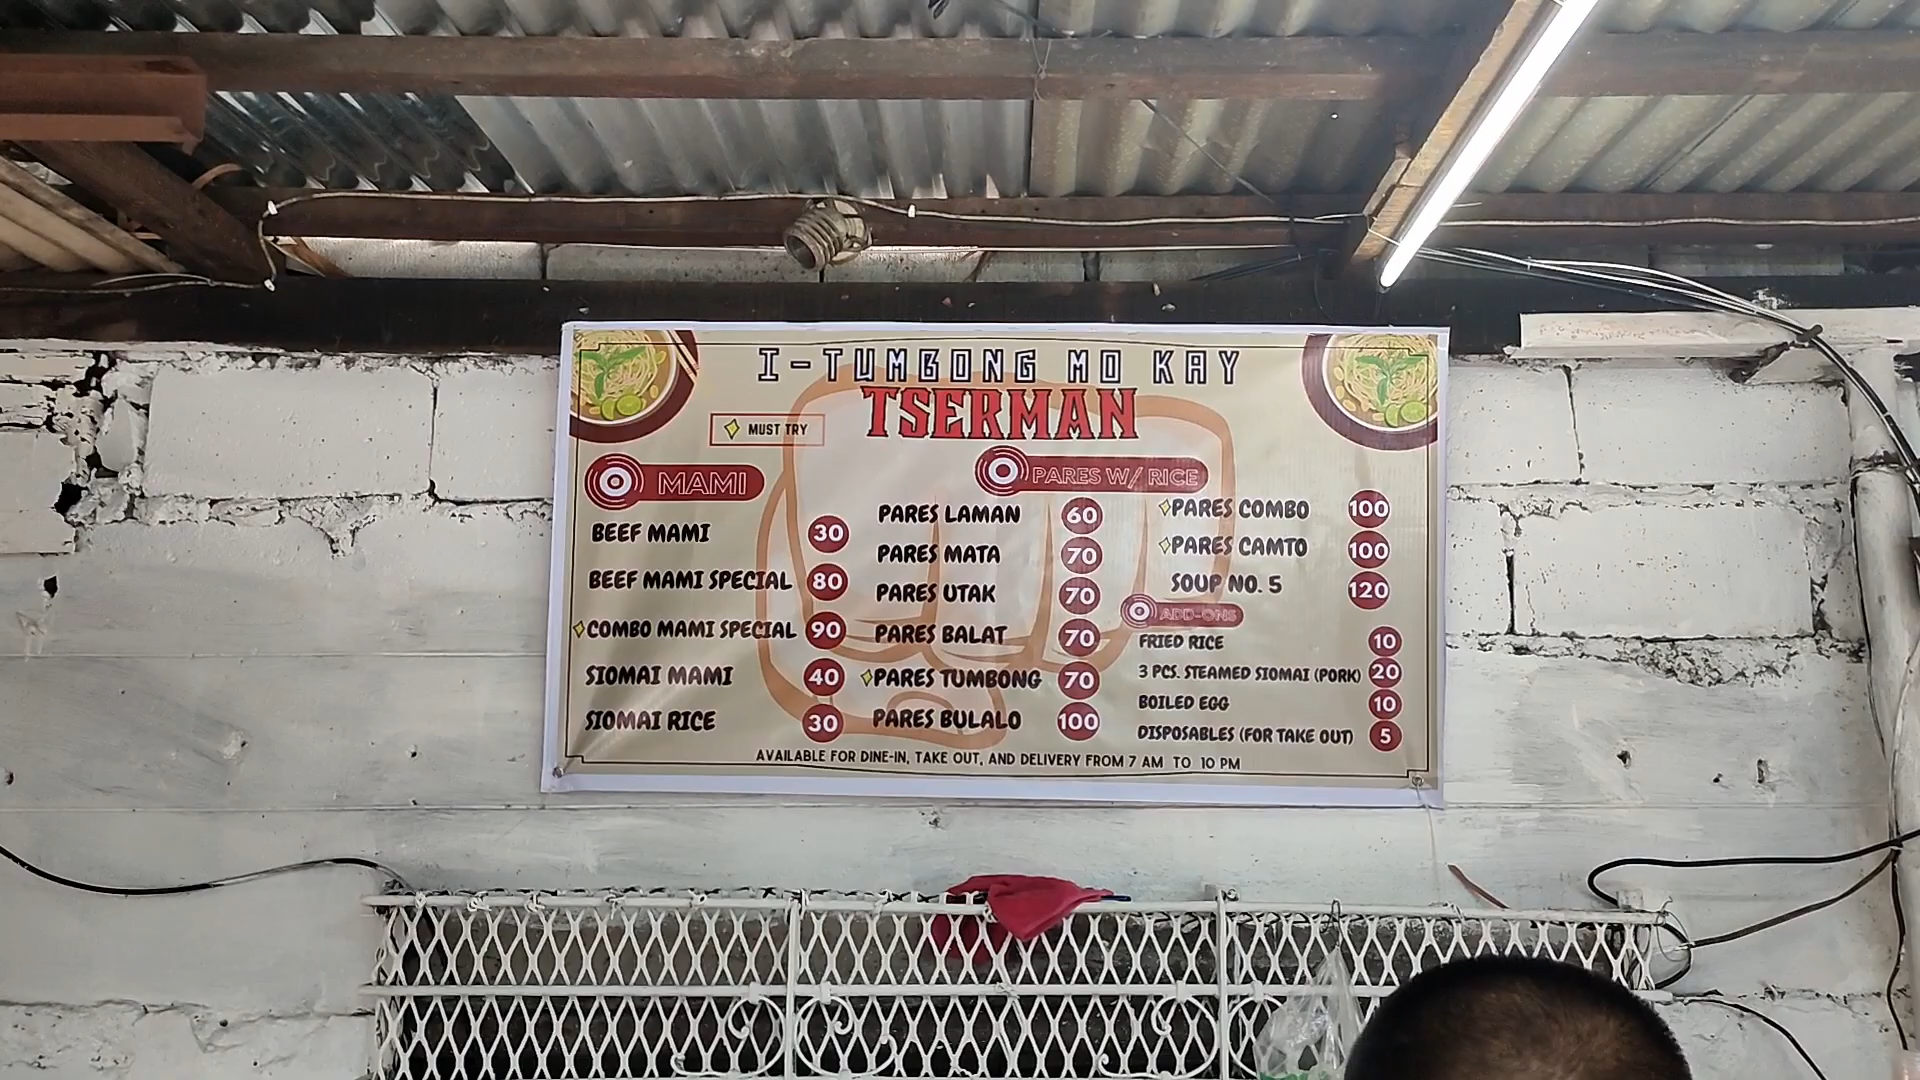 I-TUMBONG MO KAY
TSERMAN
MUST TRY
MAMI
BEEF MAMI 30
BEEF MAMI SPECIAL 80
COMBO MAMI SPECIAL 90
SIOMAI MAMI 40
SIOMAI RICE 30
PARES W/ RICE
PARES LAMAN 60
PARES MATA 70
PARES UTAK 70
PARES BALAT 70
PARES TUMBONG 70
PARES BULALO 100
PARES COMBO 100
PARES CAMTO 100
SOUP NO. 5 120
ADD-ONS
FRIED RICE 10
3 PCS. STEAMED SIOMAI (PORK) 20
BOILED EGG 10
DISPOSABLES (FOR TAKE OUT) 5
AVAILABLE FOR DINE-IN, TAKE OUT, AND DELIVERY FROM 7 AM TO 10 PM